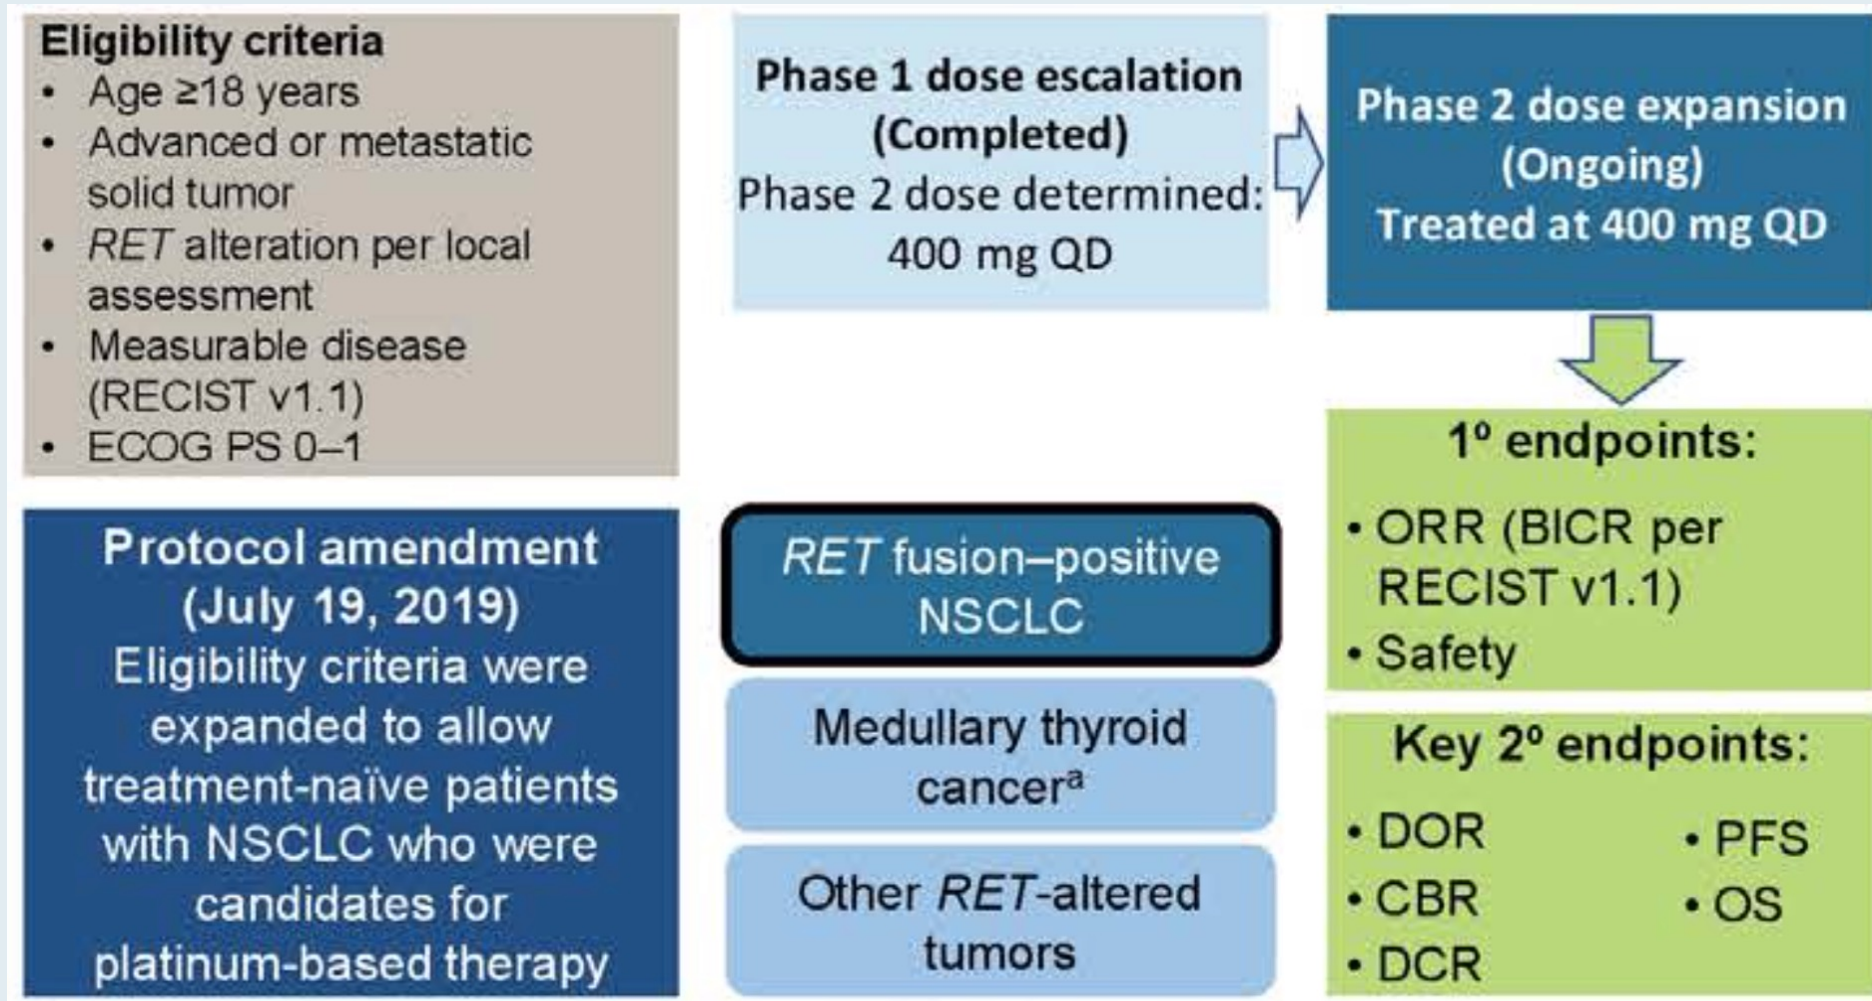 Eligibility criteria
• Age ≥18 years
• Advanced or metastatic
solid tumor
• RET alteration per local
assessment
• Measurable disease
(RECIST v1.1)
• ECOG PS 0–1
Protocol amendment
(July 19, 2019)
Eligibility criteria were
expanded to allow
treatment-naïve patients
with NSCLC who were
candidates for
platinum-based therapy
Phase 1 dose escalation
(Completed)
Phase 2 dose determined:
400 mg QD
RET fusion–positive
NSCLC
Medullary thyroid
cancerᵃ
Other RET-altered
tumors
Phase 2 dose expansion
(Ongoing)
Treated at 400 mg QD
1º endpoints:
• ORR (BICR per
RECIST v1.1)
• Safety
Key 2º endpoints:
• DOR
• CBR
• DCR
• PFS
• OS